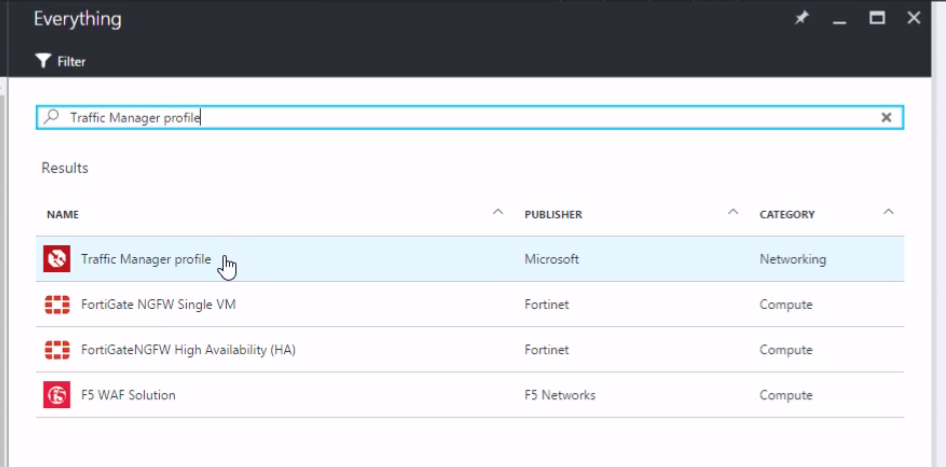 Everything
Filter
Traffic Manager profile
Results
NAME PUBLISHER CATEGORY
Traffic Manager profile Microsoft Networking
FortiGate NGFW Single VM Fortinet Compute
FortiGateNGFW High Availability (HA) Fortinet Compute
F5 WAF Solution F5 Networks Compute